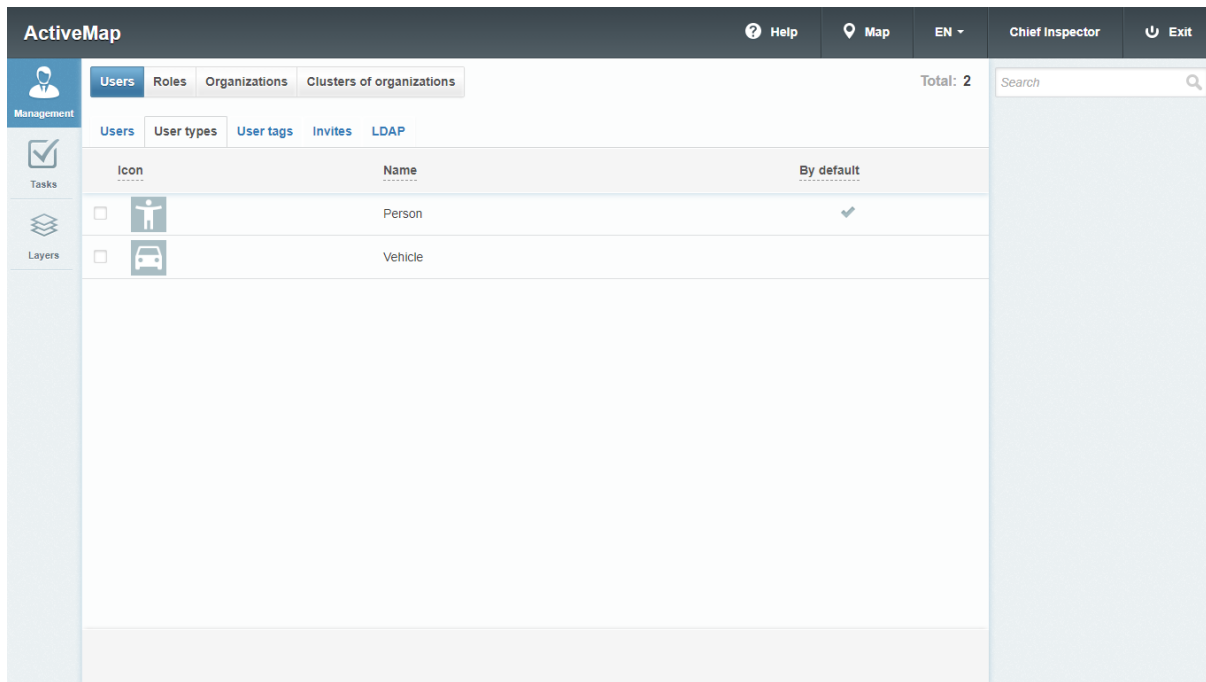 ActiveMap Help Map EN Chief Inspector Exit
Management
Tasks
Layers
Users Roles Organizations Clusters of organizations Total: 2
Users User types User tags Invites LDAP
Icon Name By default
Person
Vehicle
Search